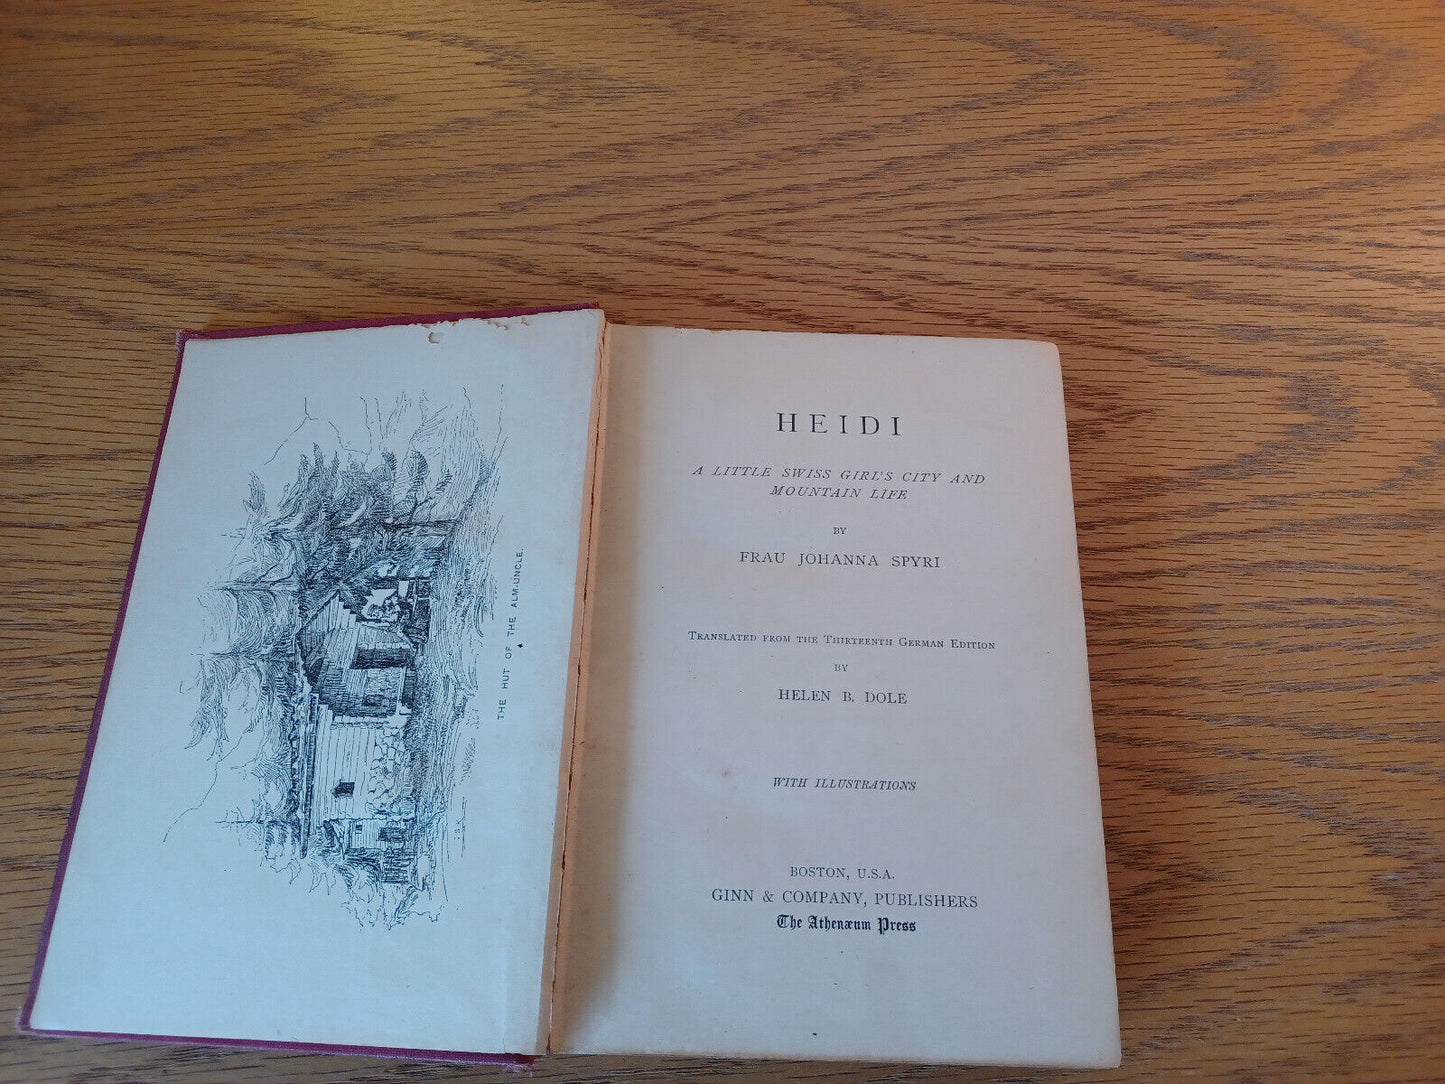 THE HUT OF THE ALM-UNCLE.
HEIDI
A LITTLE SWISS GIRL'S CITY AND
MOUNTAIN LIFE
BY
FRAU JOHANNA SPYRI
TRANSLATED FROM THE THIRTEENTH GERMAN EDITION
BY
HELEN B. DOLE
WITH ILLUSTRATIONS
BOSTON, U.S.A.
GINN & COMPANY, PUBLISHERS
The Athenæum Press